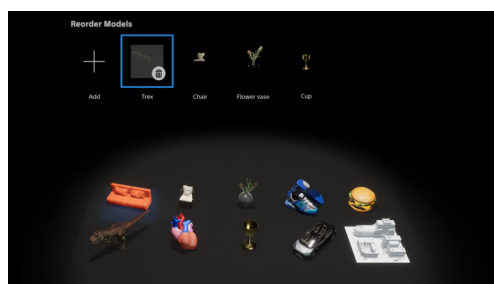 Reorder Models
Add
Trex
Chair
Flower vase
Cup